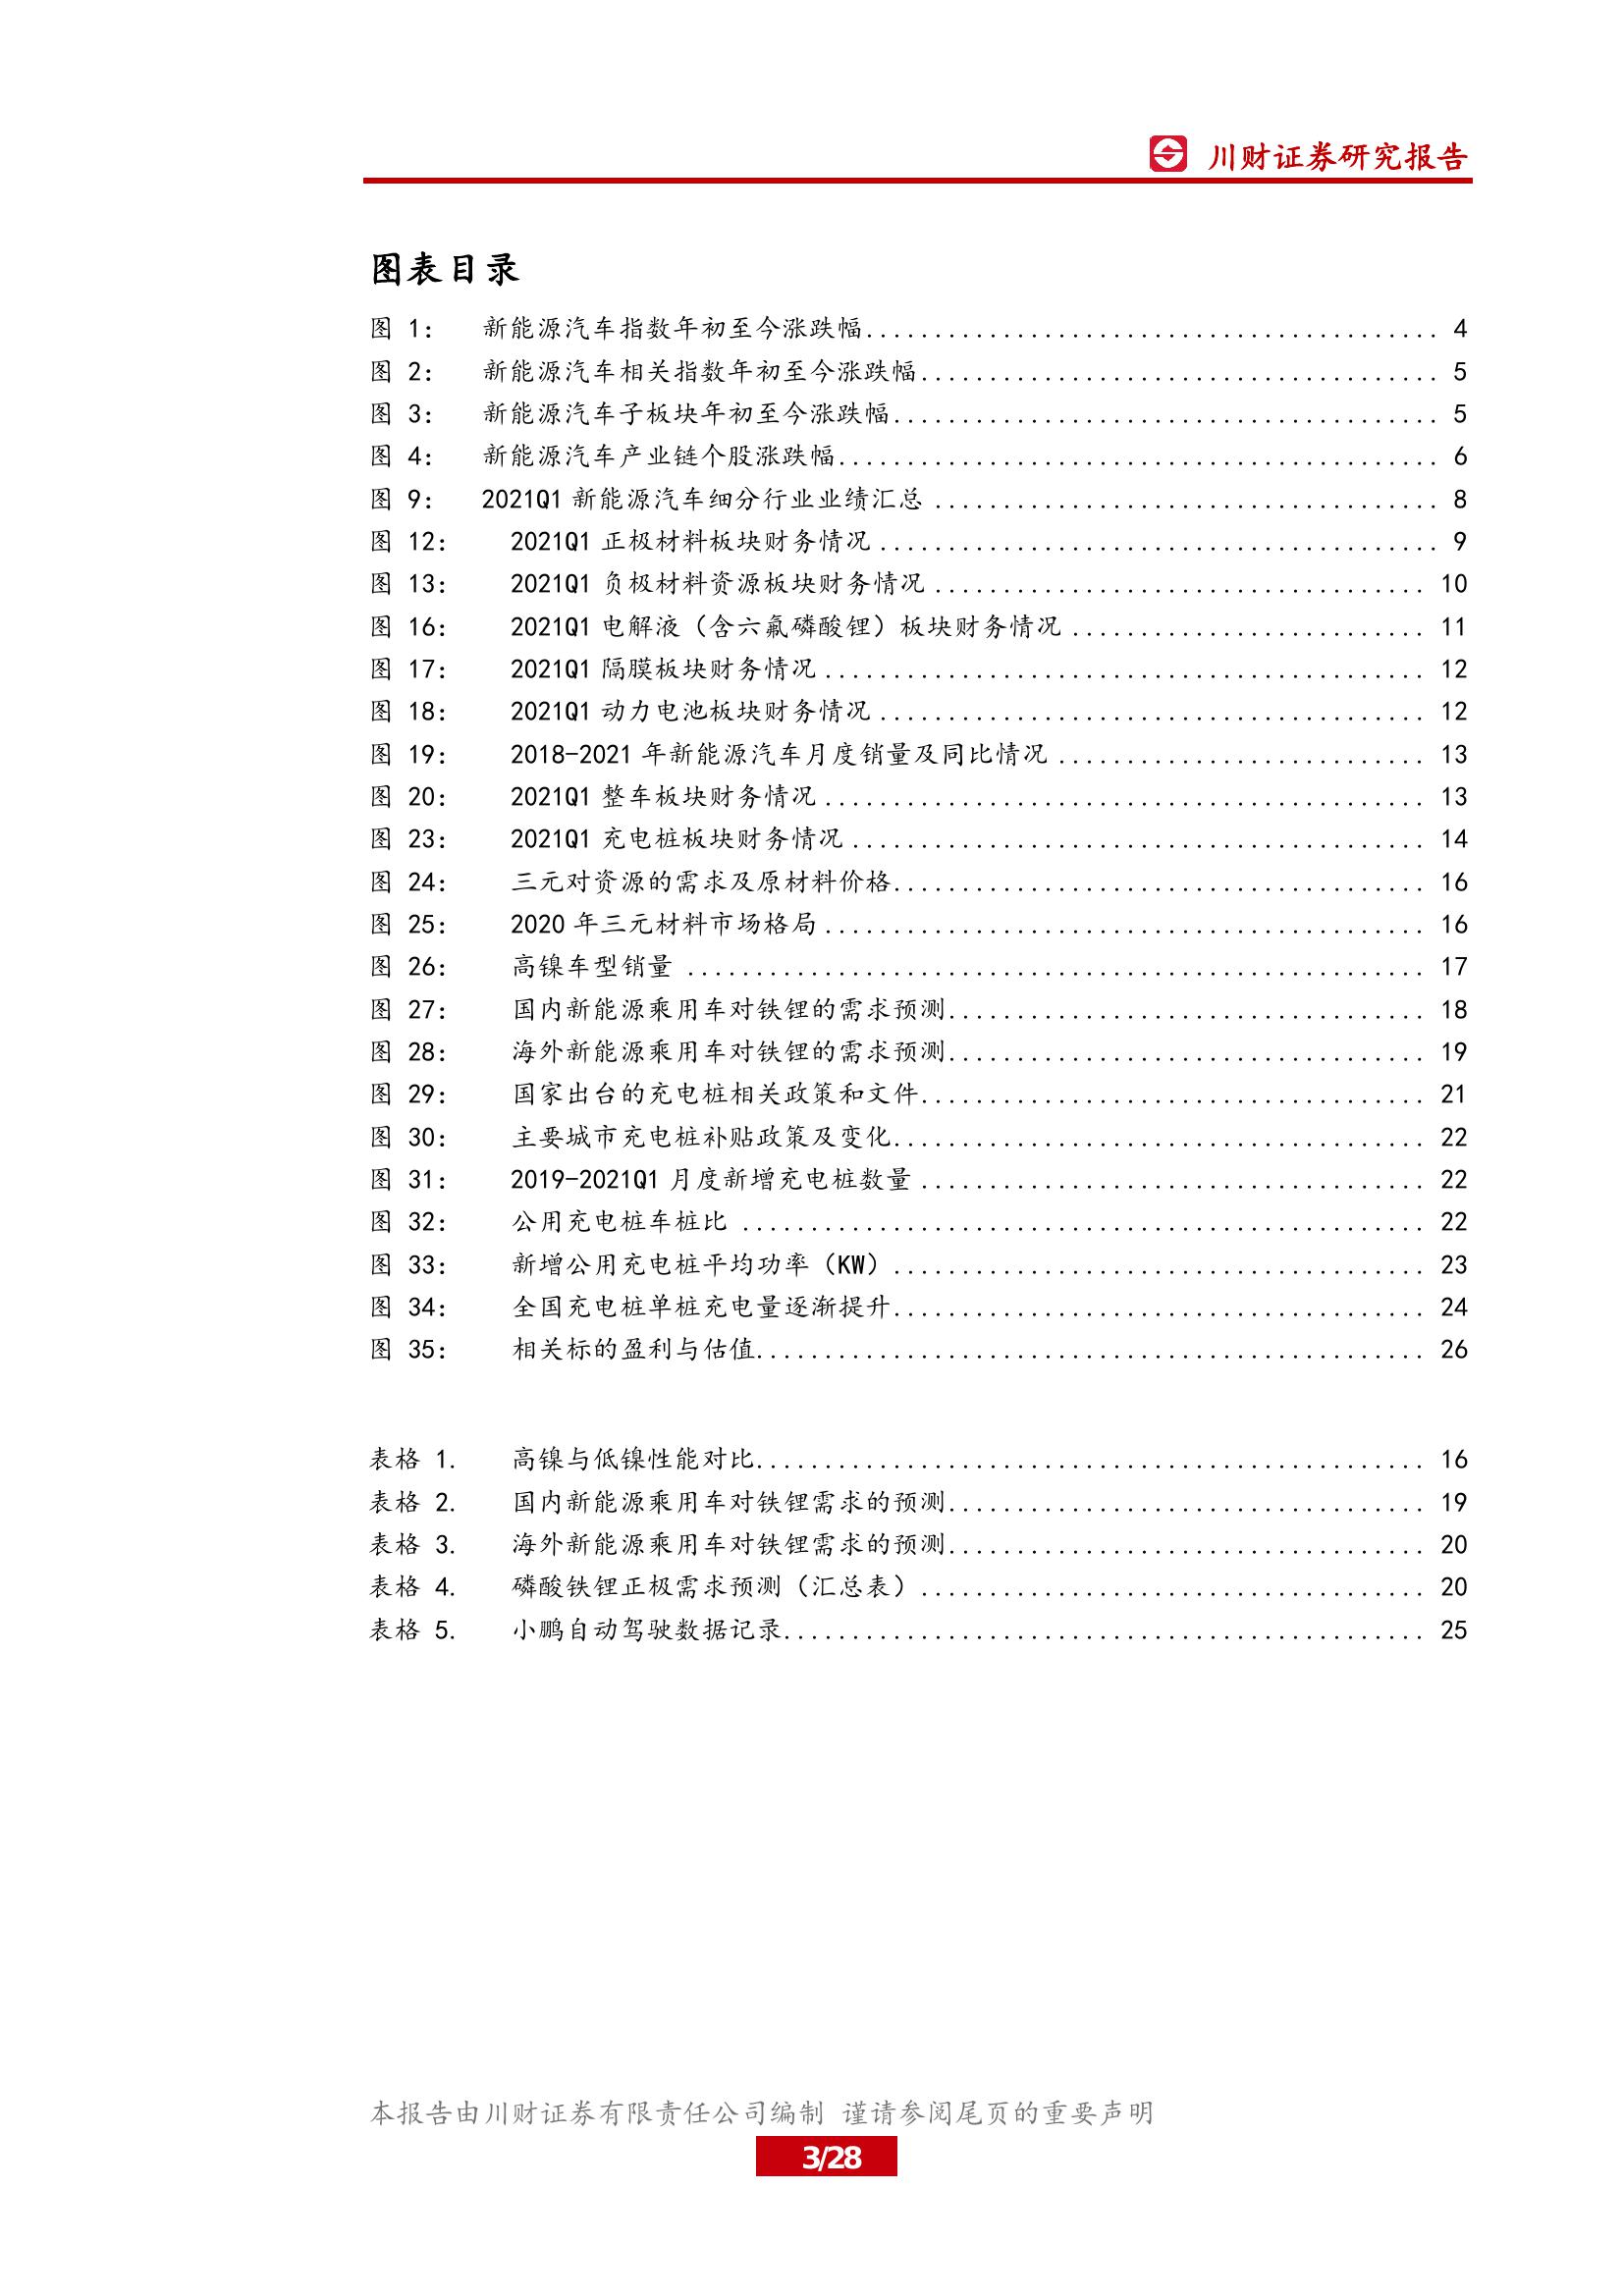 川财证券研究报告
图表目录
图 1： 新能源汽车指数年初至今涨跌幅.......................................... 4
图 2： 新能源汽车相关指数年初至今涨跌幅...................................... 5
图 3： 新能源汽车子板块年初至今涨跌幅........................................ 5
图 4： 新能源汽车产业链个股涨跌幅............................................ 6
图 9： 2021Q1 新能源汽车细分行业业绩汇总 ..................................... 8
图 12： 2021Q1 正极材料板块财务情况 ......................................... 9
图 13： 2021Q1 负极材料资源板块财务情况 .................................... 10
图 16： 2021Q1 电解液（含六氟磷酸锂）板块财务情况 .......................... 11
图 17： 2021Q1 隔膜板块财务情况 ............................................ 12
图 18： 2021Q1 动力电池板块财务情况 ........................................ 12
图 19： 2018-2021 年新能源汽车月度销量及同比情况 ........................... 13
图 20： 2021Q1 整车板块财务情况 ............................................ 13
图 23： 2021Q1 充电桩板块财务情况 .......................................... 14
图 24： 三元对资源的需求及原材料价格....................................... 16
图 25： 2020 年三元材料市场格局 ............................................ 16
图 26： 高镍车型销量 ...................................................... 17
图 27： 国内新能源乘用车对铁锂的需求预测................................... 18
图 28： 海外新能源乘用车对铁锂的需求预测................................... 19
图 29： 国家出台的充电桩相关政策和文件..................................... 21
图 30： 主要城市充电桩补贴政策及变化....................................... 22
图 31： 2019-2021Q1 月度新增充电桩数量 ..................................... 22
图 32： 公用充电桩车桩比 .................................................. 22
图 33： 新增公用充电桩平均功率（KW）....................................... 23
图 34： 全国充电桩单桩充电量逐渐提升....................................... 24
图 35： 相关标的盈利与估值................................................. 26
表格 1. 高镍与低镍性能对比................................................. 16
表格 2. 国内新能源乘用车对铁锂需求的预测................................... 19
表格 3. 海外新能源乘用车对铁锂需求的预测................................... 20
表格 4. 磷酸铁锂正极需求预测（汇总表）..................................... 20
表格 5. 小鹏自动驾驶数据记录............................................... 25
本报告由川财证券有限责任公司编制 谨请参阅尾页的重要声明
3/28